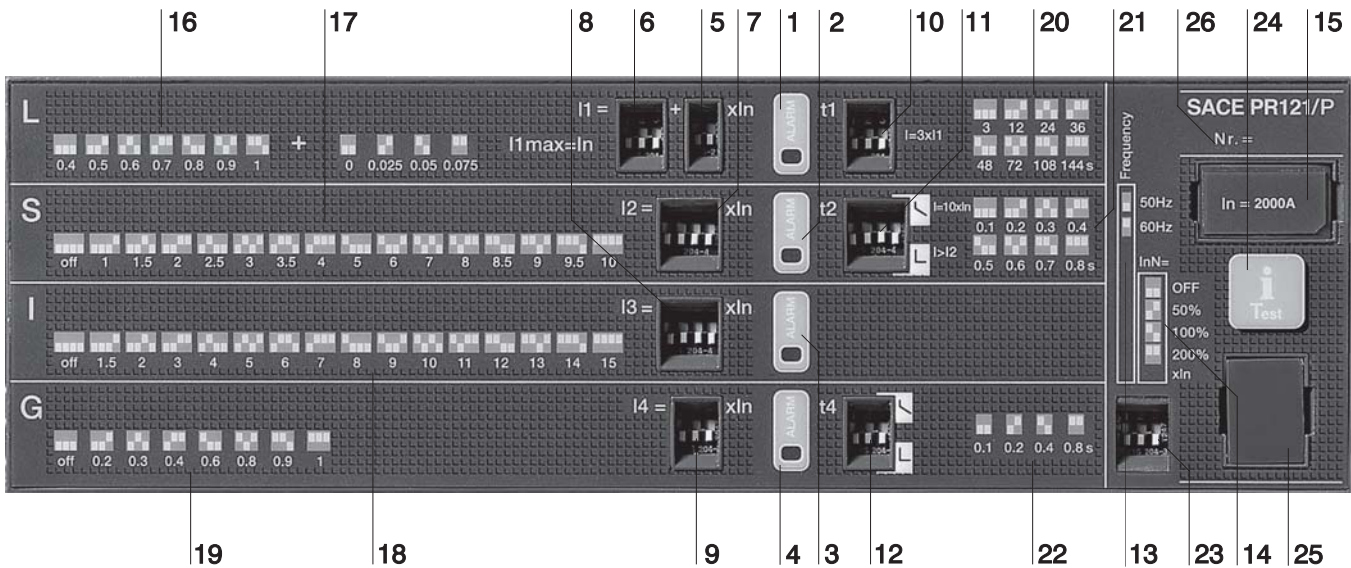 16 17 8 6 5 7 1 2 10 11 20 21 26 24 15
L I1 = + xIn ALARM t1 SACE PR121/P
I1max=In I=3xI1 3 12 24 36 Nr. =
0.4 0.5 0.6 0.7 0.8 0.9 1 + 0 0.025 0.05 0.075 48 72 108 144 s
Frequency
S I2 = xIn ALARM t2 I=10xIn 50Hz In = 2000A
0.1 0.2 0.3 0.4 60Hz
204-4 204-4 I>I2
off 1 1.5 2 2.5 3 3.5 4 5 6 7 8 8.5 9 9.5 10 0.5 0.6 0.7 0.8 s InN=
I I3 = xIn ALARM OFF i
50% Test
204-4 100%
off 1.5 2 3 4 5 6 7 8 9 10 11 12 13 14 15 200%
xIn
G I4 = xIn ALARM t4
0.1 0.2 0.4 0.8 s
off 0.2 0.3 0.4 0.6 0.8 0.9 1
19 18 9 4 3 12 22 13 23 14 25